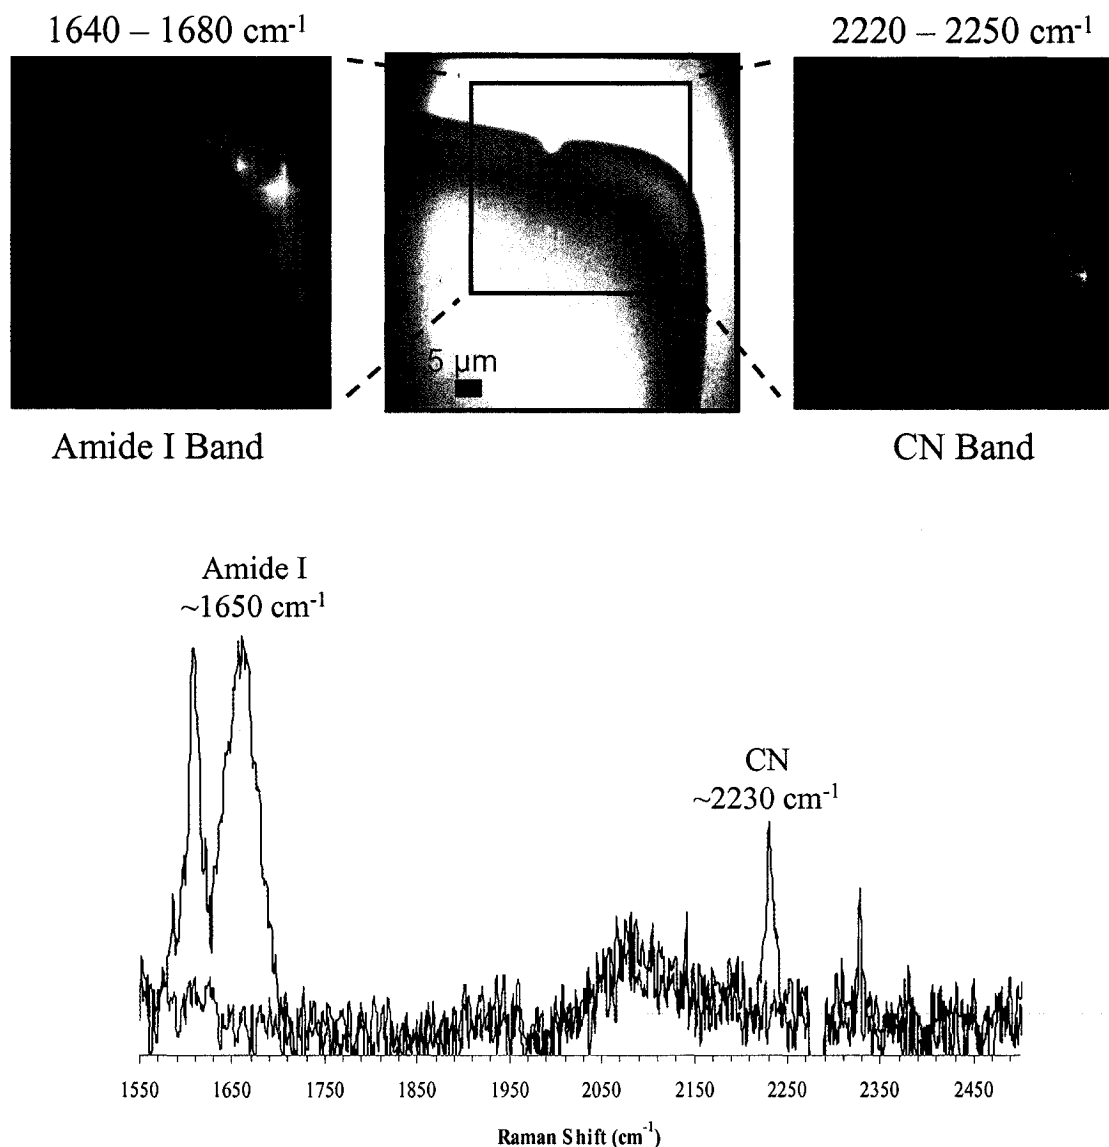 1640 – 1680 cm-1
2220 – 2250 cm-1
5 µm
Amide I Band
CN Band
Amide I
~1650 cm-1
CN
~2230 cm-1
1550 1650 1750 1850 1950 2050 2150 2250 2350 2450
Raman Shift (cm-1)